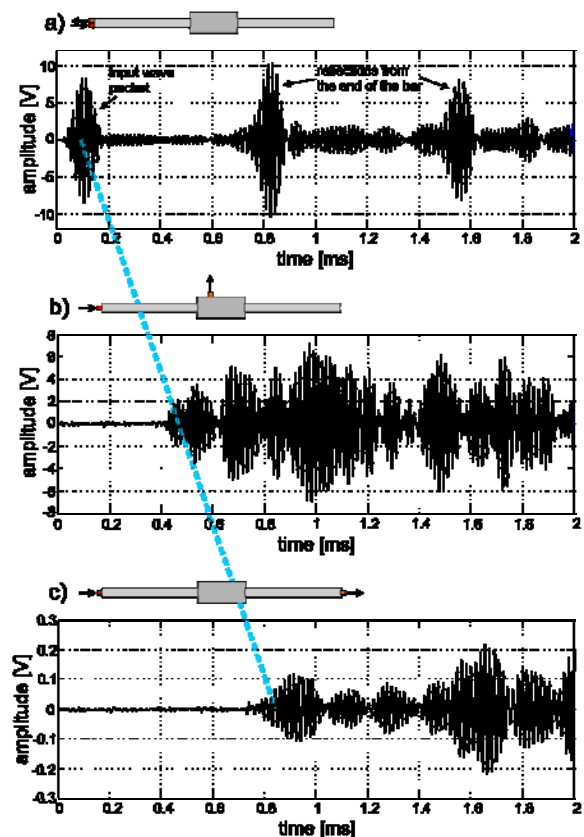 a)
input wave packet
reflections from the end of the bar
amplitude [V]
10
5
0
-5
-10
0 0.2 0.4 0.6 0.8 1 1.2 1.4 1.6 1.8 2
time [ms]
b)
amplitude [V]
8
6
4
2
0
-2
-4
-6
-8
0 0.2 0.4 0.6 0.8 1 1.2 1.4 1.6 1.8 2
time [ms]
c)
amplitude [V]
0.3
0.2
0.1
0
-0.1
-0.2
-0.3
0 0.2 0.4 0.6 0.8 1 1.2 1.4 1.6 1.8 2
time [ms]